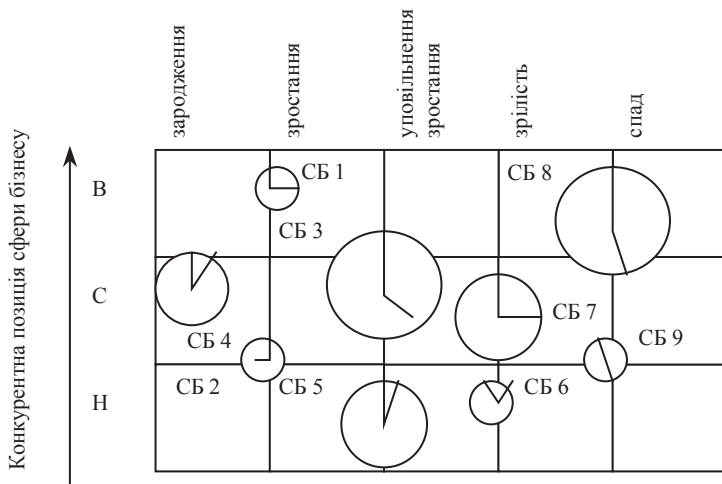 зародження
зростання
уповільнення
зростання
зрілість
спад
Конкурентна позиція сфери бізнесу
В
СБ 1
СБ 8
СБ 3
С
СБ 4
СБ 7
СБ 9
СБ 2
СБ 5
СБ 6
Н